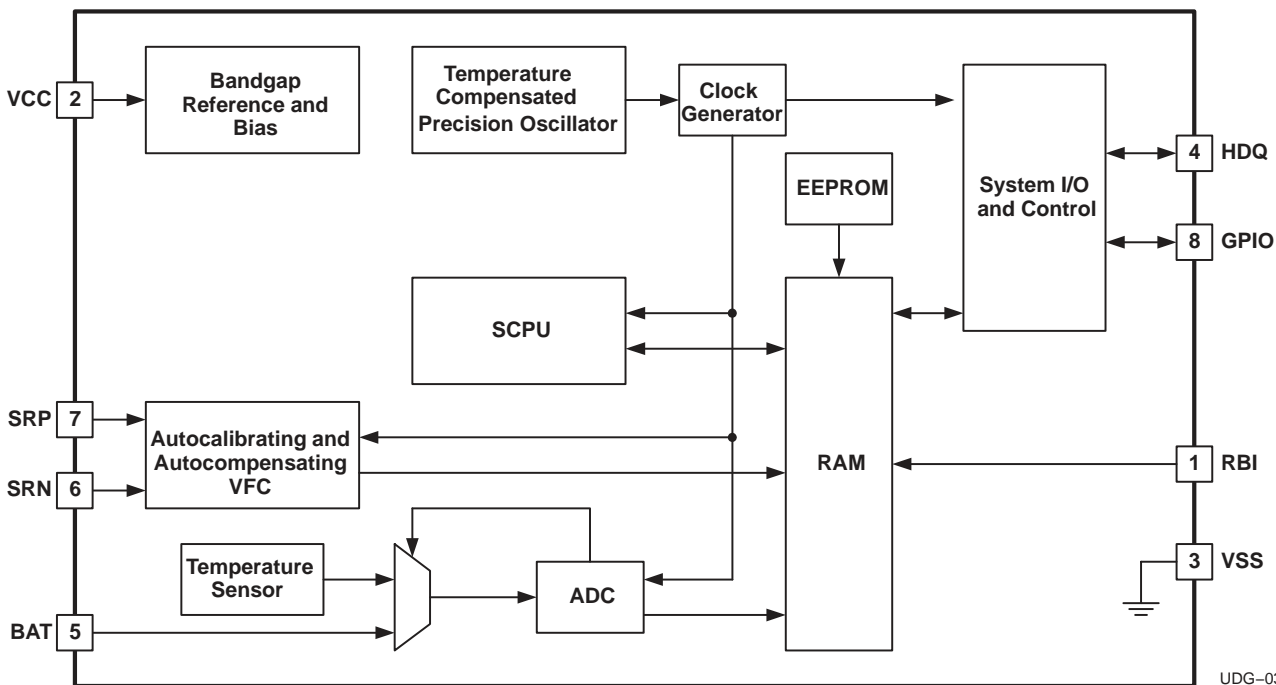 VCC 2
Bandgap
Reference and
Bias
Temperature
Compensated
Precision Oscillator
Clock
Generator
EEPROM
System I/O
and Control
4 HDQ
8 GPIO
SCPU
SRP 7
SRN 6
Autocalibrating and
Autocompensating
VFC
RAM
1 RBI
Temperature
Sensor
ADC
3 VSS
BAT 5
UDG–03